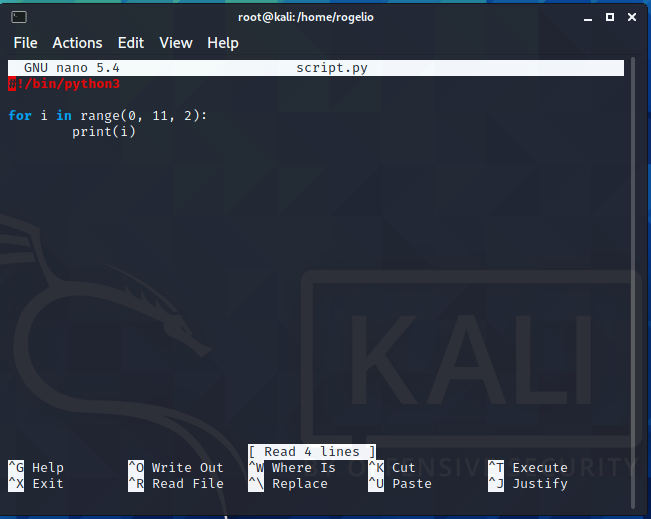 root@kali: /home/rogelio
File Actions Edit View Help
GNU nano 5.4 script.py
#!/bin/python3
for i in range(0, 11, 2):
print(i)
KALI
OFFENSIVE SECURITY
[ Read 4 lines ]
^G Help ^O Write Out ^W Where Is ^K Cut ^T Execute
^X Exit ^R Read File ^\ Replace ^U Paste ^J Justify